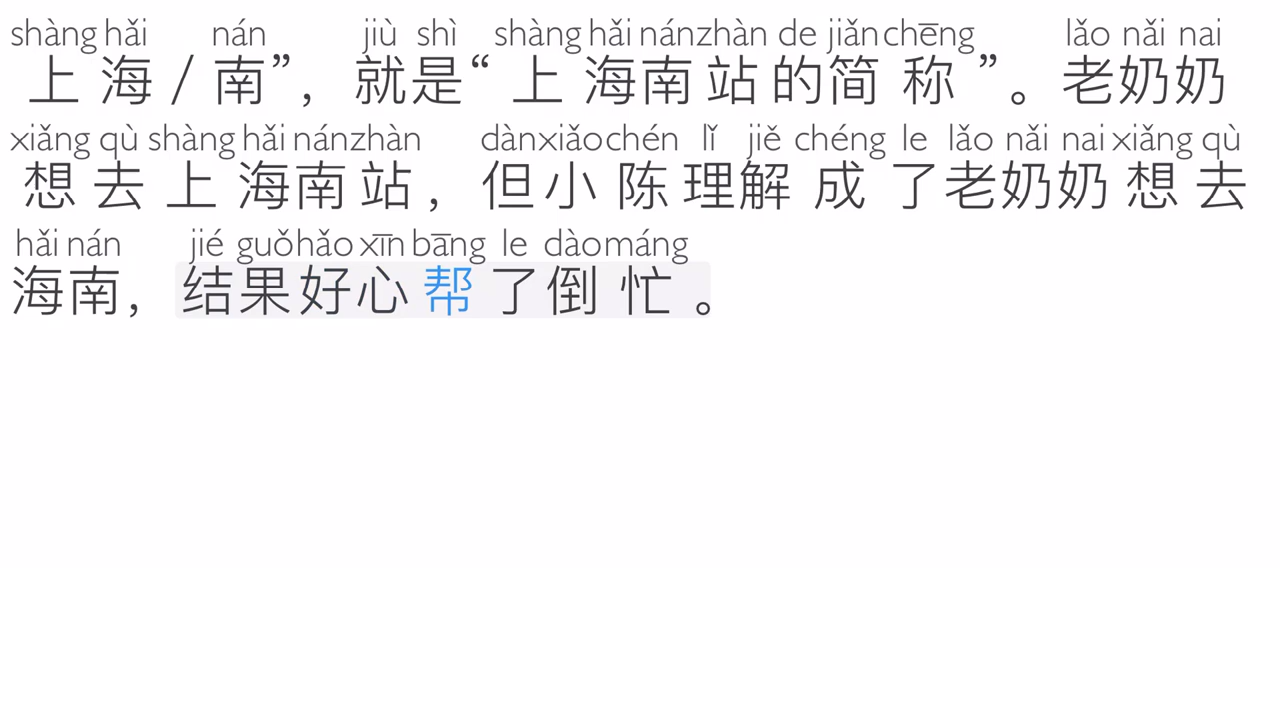 shàng hǎi nán jiù shì shàng hǎi nán zhàn de jiǎn chēng lǎo nǎi nai
上海/南”，就是“上海南站的简称”。老奶奶
xiǎng qù shàng hǎi nán zhàn dàn xiǎo chén lǐ jiě chéng le lǎo nǎi nai xiǎng qù
想去上海南站，但小陈理解成了老奶奶想去
hǎi nán jié guǒ hǎo xīn bāng le dào máng
海南，结果好心帮了倒忙。